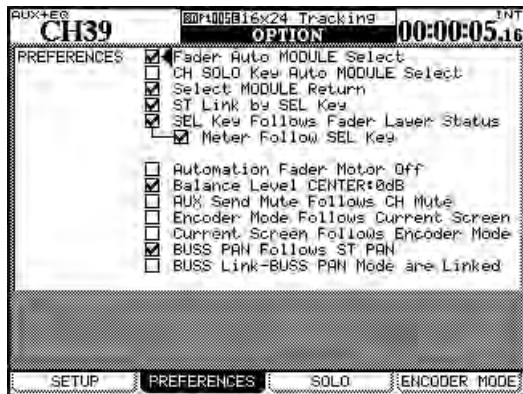 AUX+EQ
CH39
16x24 Tracking
OPTION
INT
00:00:05.16
PREFERENCES
Fader Auto MODULE Select
CH SOLO Key Auto MODULE Select
Select MODULE Return
ST Link by SEL Key
SEL Key Follows Fader Layer Status
Meter Follow SEL Key
Automation Fader Motor Off
Balance Level CENTER:0dB
AUX Send Mute Follows CH Mute
Encoder Mode Follows Current Screen
Current Screen Follows Encoder Mode
BUSS PAN Follows ST PAN
BUSS Link-BUSS PAN Mode are Linked
SETUP
PREFERENCES
SOLO
ENCODER MODE